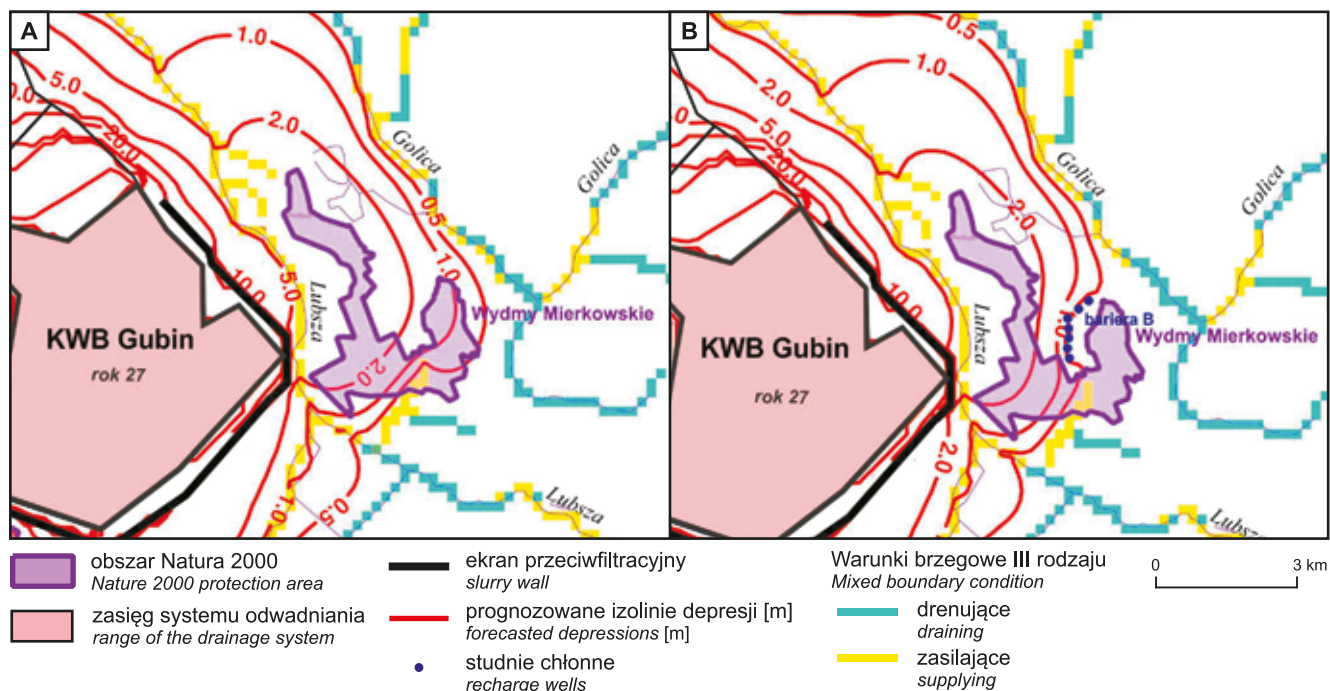 A
1.0
5.0
0.0
2.0
20.0
Golica
Golica
0.5
1.0
5.0
10.0
Lubsza
Wydmy Mierkowskie
KWB Gubin
rok 27
2.0
1.0
0.5
Lubsza
B
0.5
1.0
5.0
.0
20.0
Golica
Golica
2.0
10.0
Lubsza
1.0
bariera B
Wydmy Mierkowskie
KWB Gubin
rok 27
2.0
Lubsza
obszar Natura 2000
Nature 2000 protection area
zasięg systemu odwadniania
range of the drainage system
ekran przeciwfiltracyjny
slurry wall
prognozowane izolinie depresji [m]
forecasted depressions [m]
studnie chłonne
recharge wells
Warunki brzegowe III rodzaju
Mixed boundary condition
drenujące
draining
zasilające
supplying
0 3 km